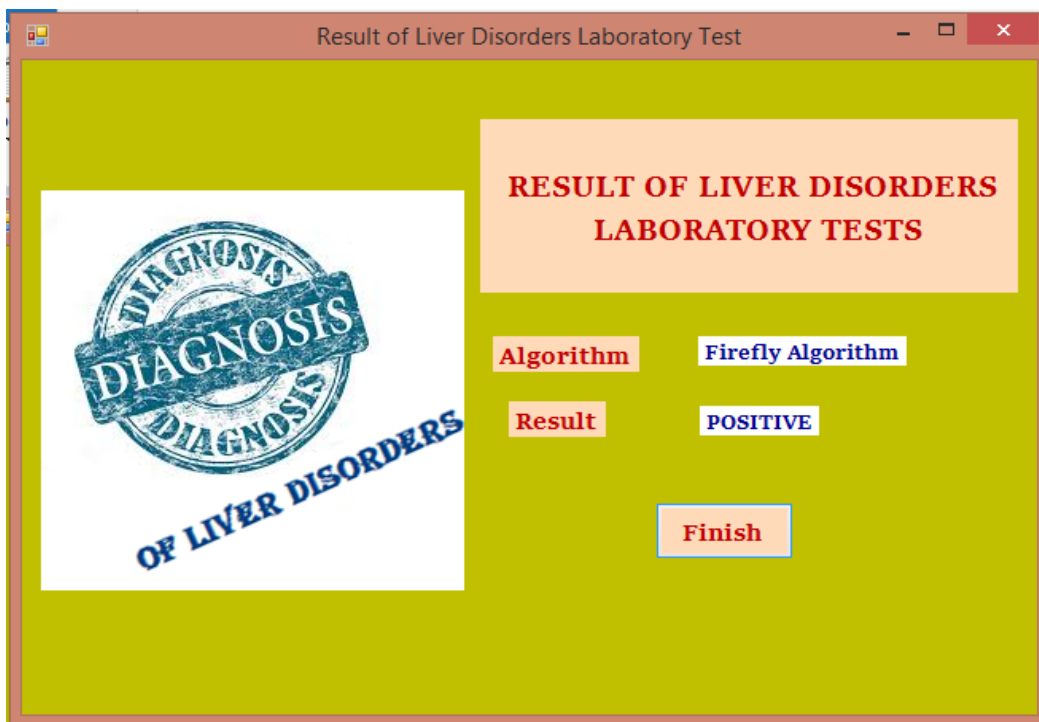 Result of Liver Disorders Laboratory Test
RESULT OF LIVER DISORDERS
LABORATORY TESTS
DIAGNOSIS
DIAGNOSIS
DIAGNOSIS
OF LIVER DISORDERS
Algorithm
Firefly Algorithm
Result
POSITIVE
Finish